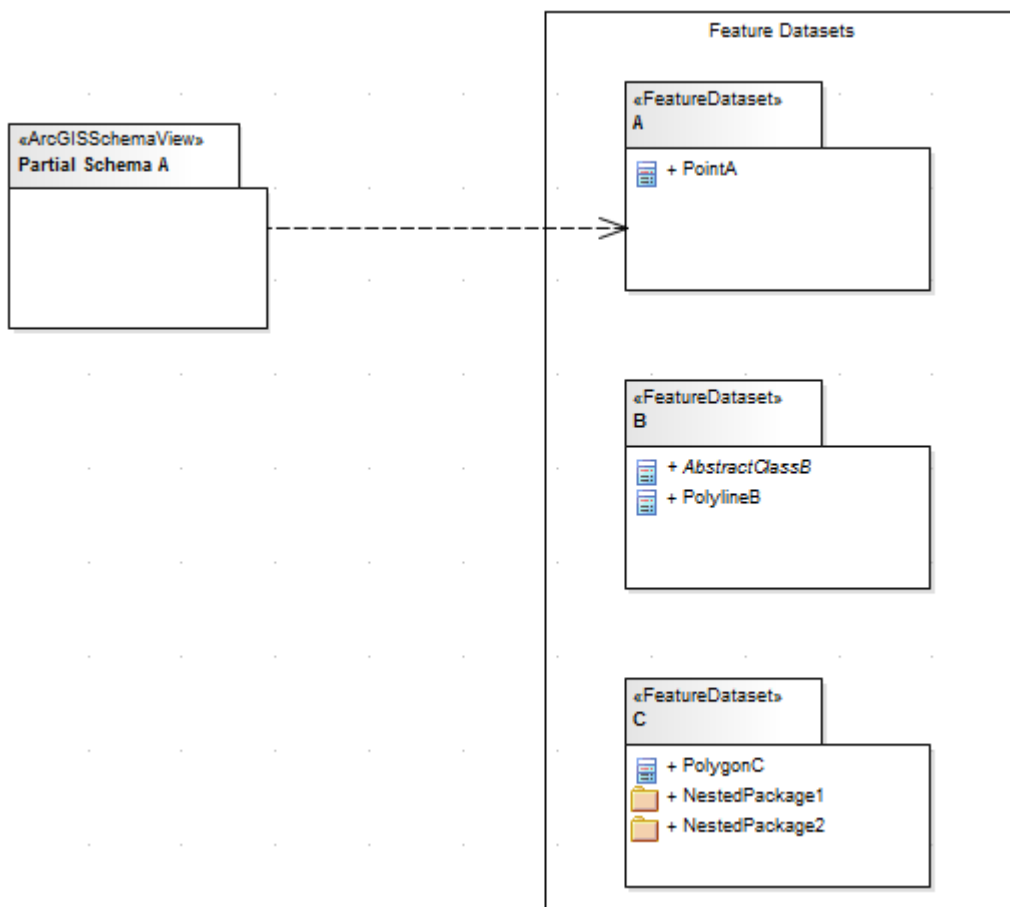 Feature Datasets
«ArcGISSchemaView»
Partial Schema A
«FeatureDataset»
A
+ PointA
«FeatureDataset»
B
+ AbstractClassB
+ PolylineB
«FeatureDataset»
C
+ PolygonC
+ NestedPackage1
+ NestedPackage2